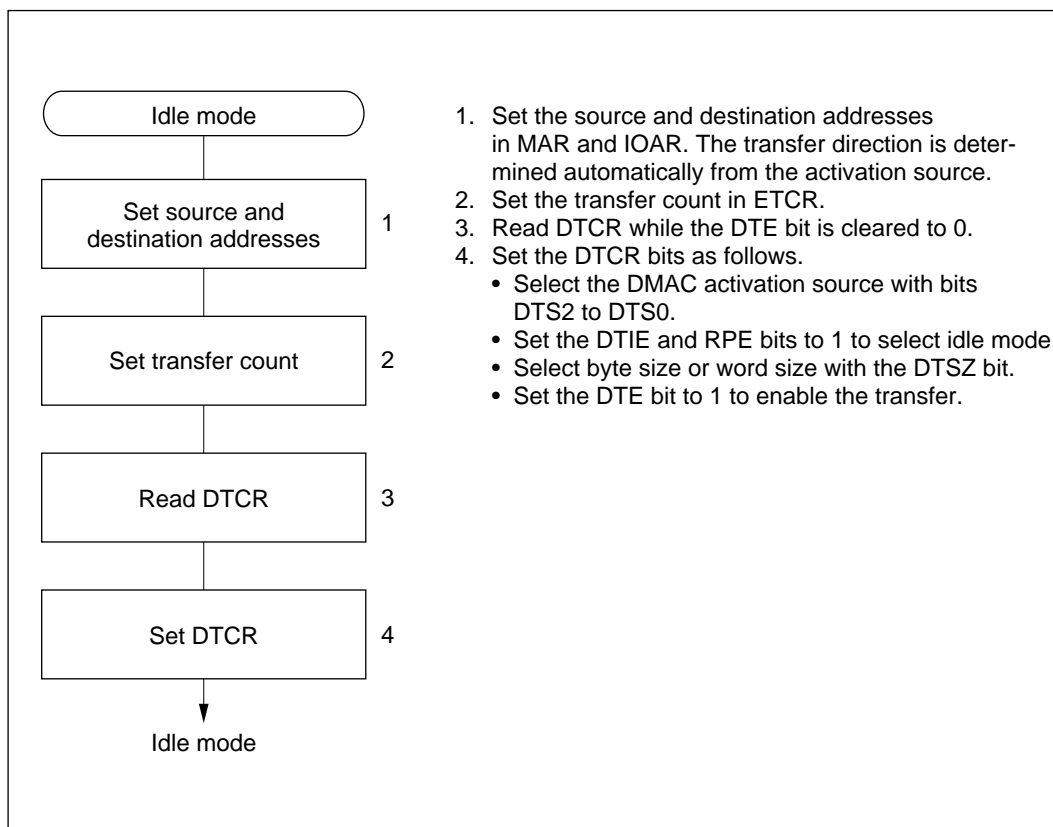 Idle mode
Set source and
destination addresses
1
Set transfer count
2
Read DTCR
3
Set DTCR
4
Idle mode
1. Set the source and destination addresses
in MAR and IOAR. The transfer direction is deter-
mined automatically from the activation source.
2. Set the transfer count in ETCR.
3. Read DTCR while the DTE bit is cleared to 0.
4. Set the DTCR bits as follows.
• Select the DMAC activation source with bits
DTS2 to DTS0.
• Set the DTIE and RPE bits to 1 to select idle mode.
• Select byte size or word size with the DTSZ bit.
• Set the DTE bit to 1 to enable the transfer.